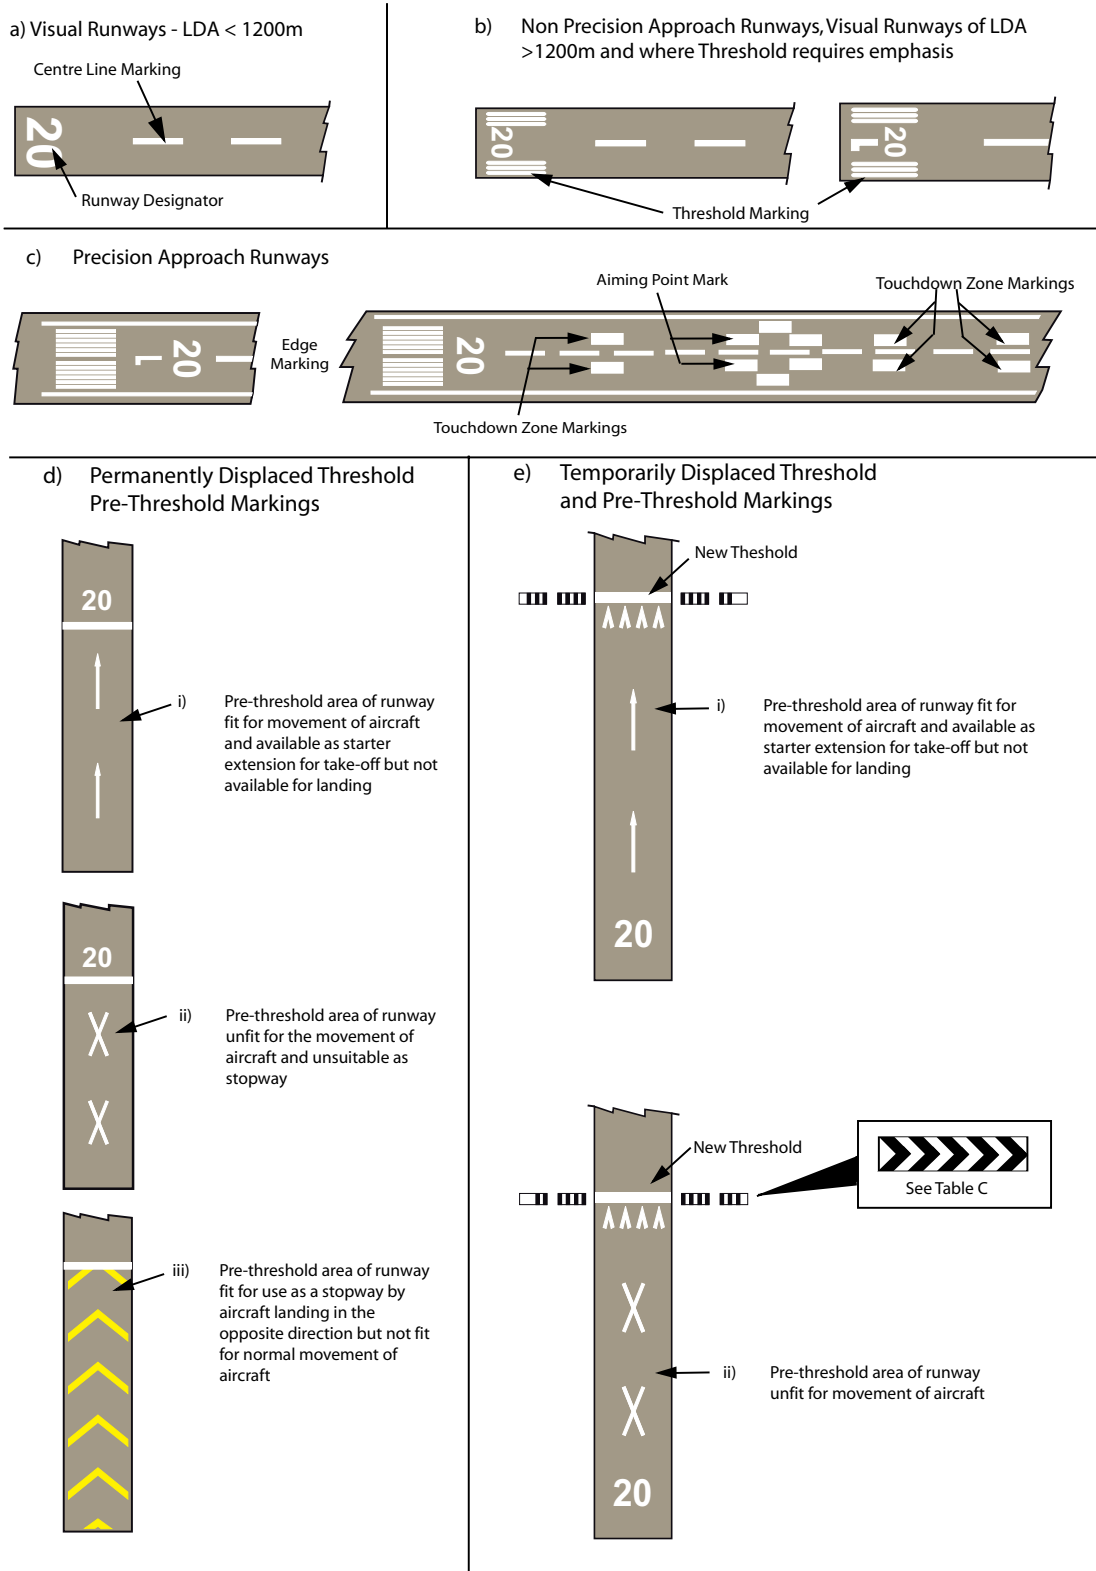 a) Visual Runways - LDA < 1200m
Centre Line Marking
20
Runway Designator
b) Non Precision Approach Runways, Visual Runways of LDA
>1200m and where Threshold requires emphasis
20
20
L
Threshold Marking
c) Precision Approach Runways
L
20
Edge
Marking
20
Aiming Point Mark
Touchdown Zone Markings
Touchdown Zone Markings
d) Permanently Displaced Threshold
Pre-Threshold Markings
20
i) Pre-threshold area of runway
fit for movement of aircraft
and available as starter
extension for take-off but not
available for landing
20
ii) Pre-threshold area of runway
unfit for the movement of
aircraft and unsuitable as
stopway
iii) Pre-threshold area of runway
fit for use as a stopway by
aircraft landing in the
opposite direction but not fit
for normal movement of
aircraft
e) Temporarily Displaced Threshold
and Pre-Threshold Markings
New Theshold
i) Pre-threshold area of runway fit for
movement of aircraft and available as
starter extension for take-off but not
available for landing
20
New Threshold
See Table C
ii) Pre-threshold area of runway
unfit for movement of aircraft
20